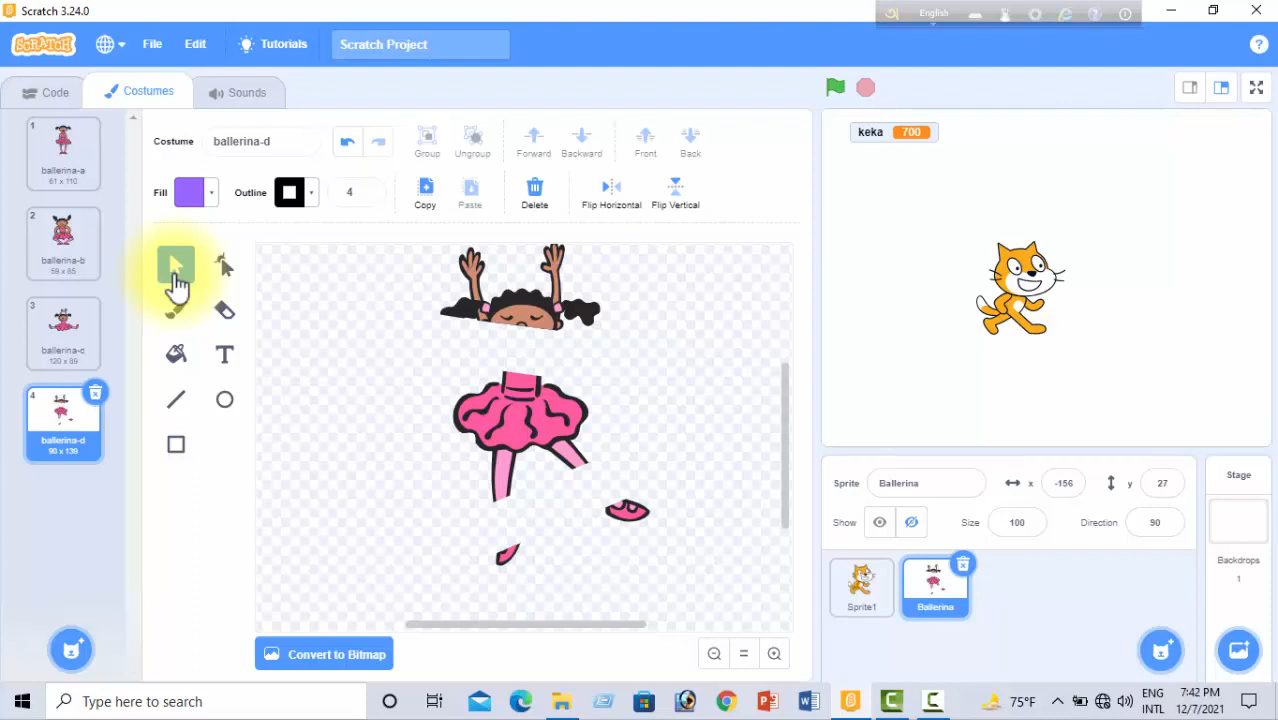 Scratch 3.24.0
English
SCRATCH
File
Edit
Tutorials
Scratch Project
Code
Costumes
Sounds
1
ballerina-a
61 x 110
2
ballerina-b
59 x 85
3
ballerina-c
120 x 89
4
ballerina-d
90 x 139
Costume
ballerina-d
Group
Ungroup
Forward
Backward
Front
Back
Fill
Outline
4
Copy
Paste
Delete
Flip Horizontal
Flip Vertical
Convert to Bitmap
keka 700
Sprite
Ballerina
x
-156
y
27
Show
Size
100
Direction
90
Sprite1
Ballerina
Stage
Backdrops
1
Type here to search
75°F
ENG
INTL
7:42 PM
12/7/2021